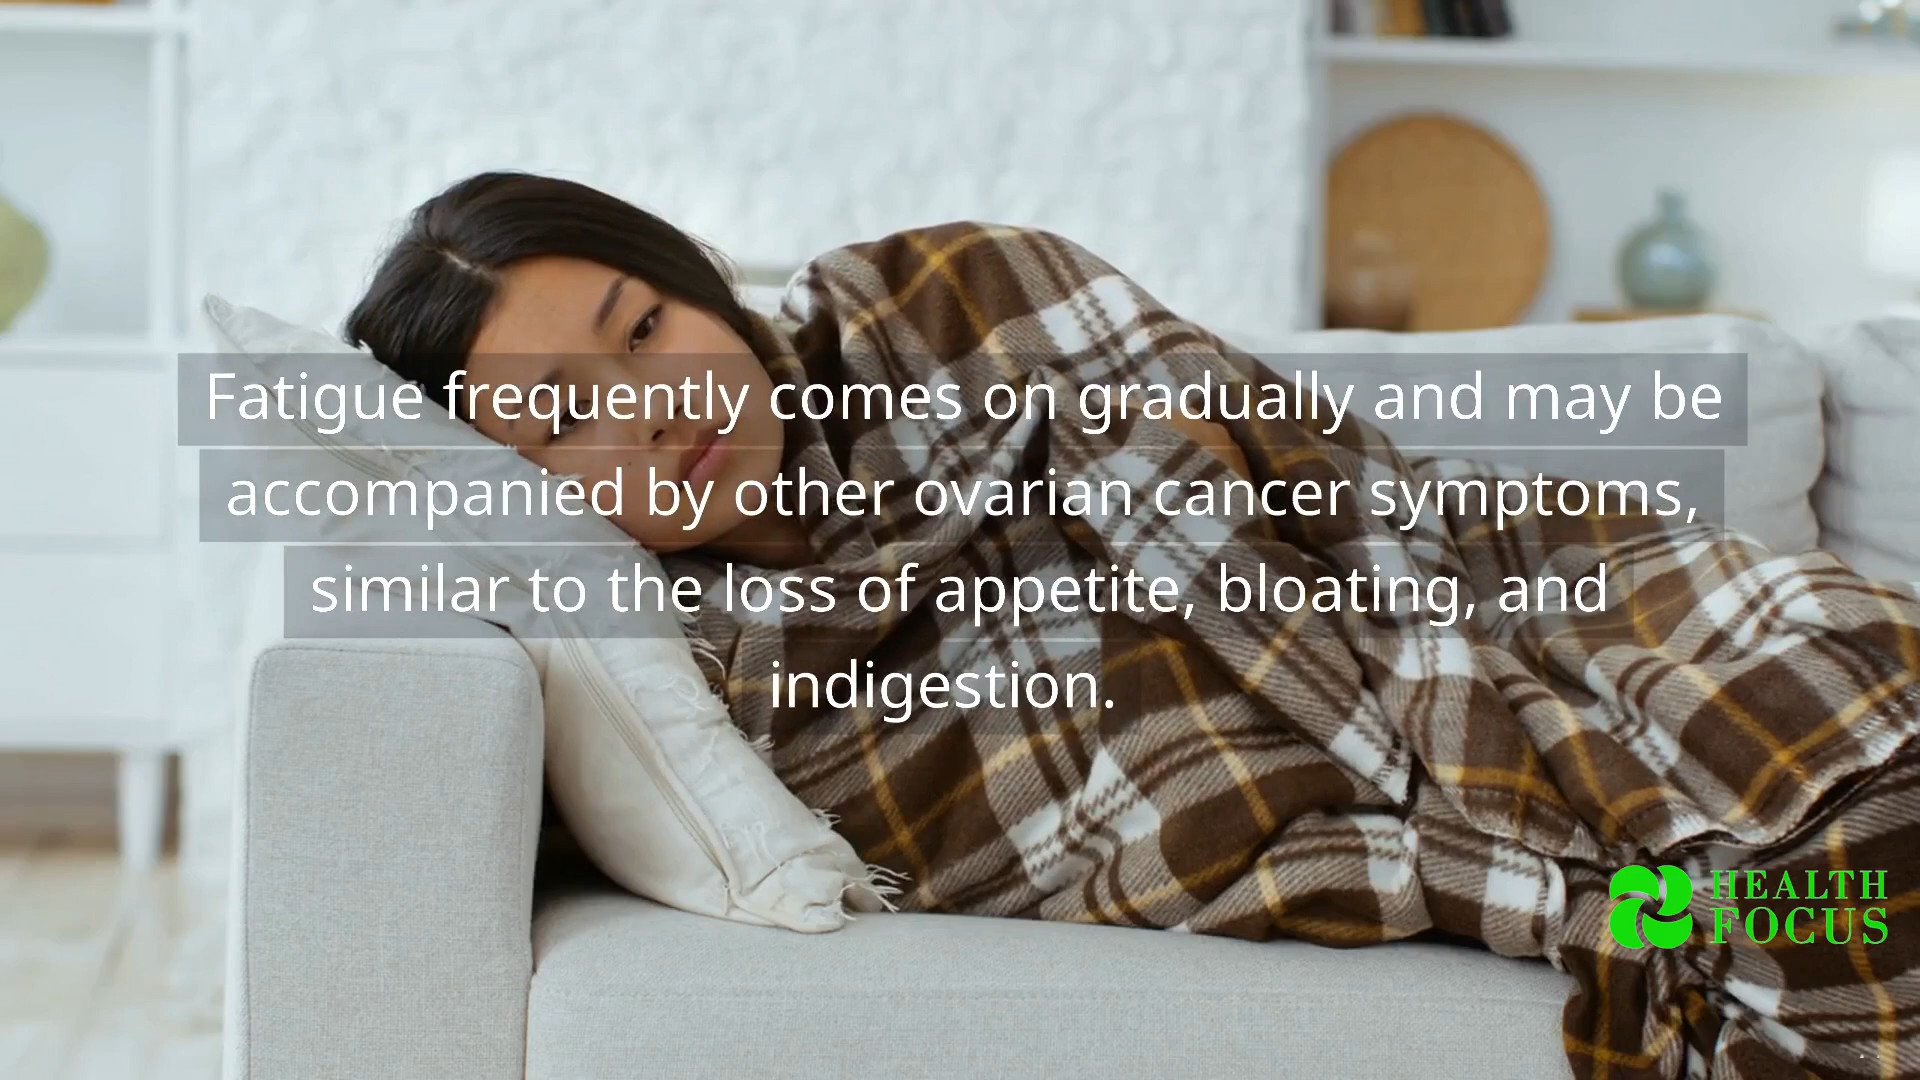 Fatigue frequently comes on gradually and may be
accompanied by other ovarian cancer symptoms,
similar to the loss of appetite, bloating, and
indigestion.
HEALTH
FOCUS